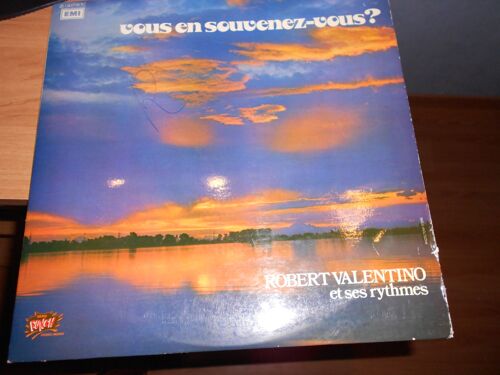 EMI
vous en souvenez-vous?
ROBERT VALENTINO
et ses rythmes